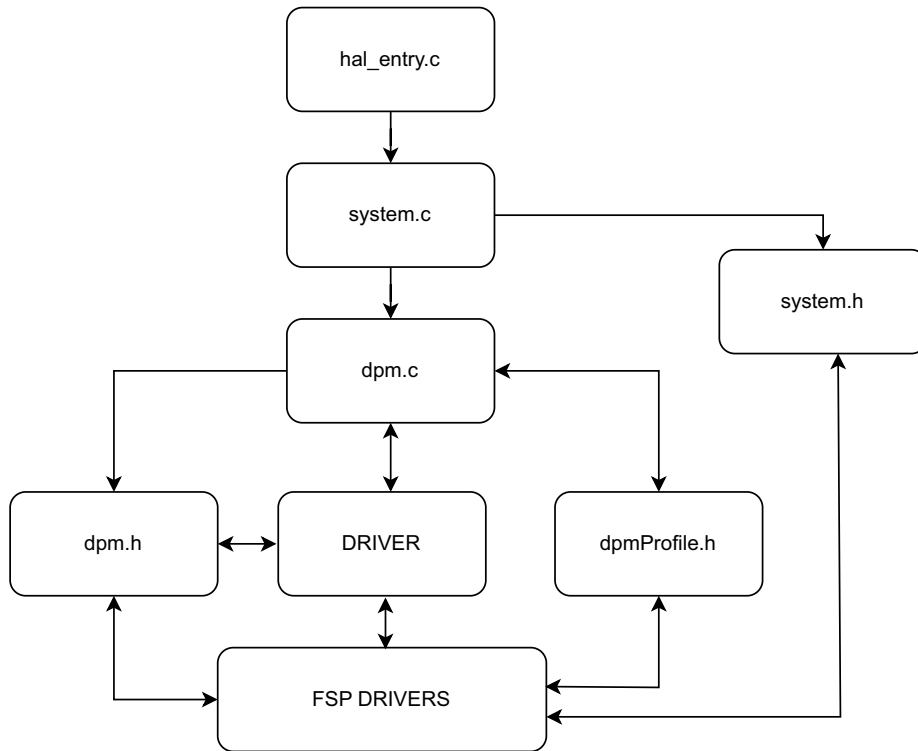 hal_entry.c
system.c
system.h
dpm.c
dpm.h
DRIVER
dpmProfile.h
FSP DRIVERS